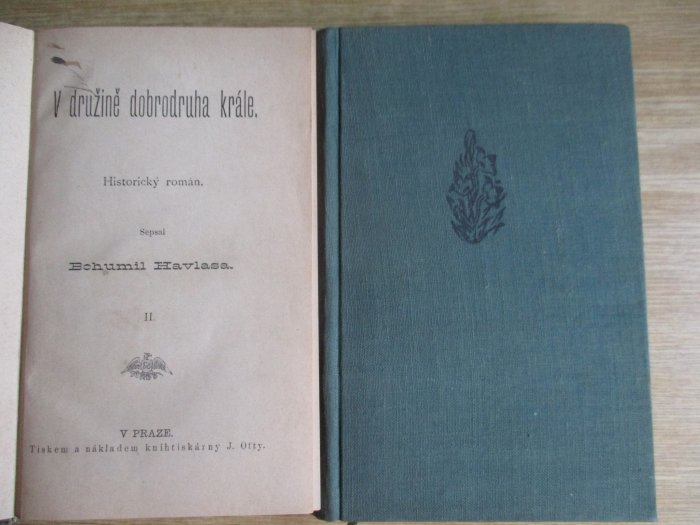 V družině dobrodruha krále.
Historický román.
Sepsal
Bohumil Havlasa.
II.
V PRAZE.
Tiskem a nákladem knihtiskárny J. Otty.